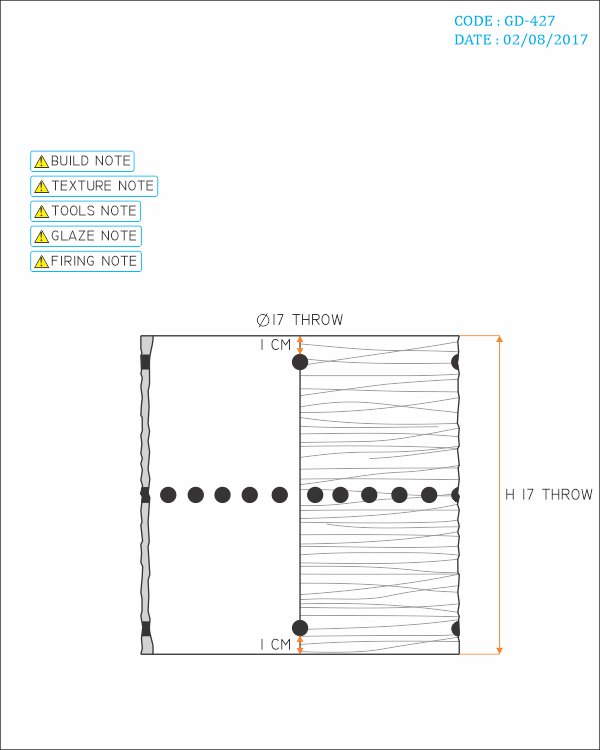 CODE : GD-427
DATE : 02/08/2017
BUILD NOTE
TEXTURE NOTE
TOOLS NOTE
GLAZE NOTE
FIRING NOTE
Ø17 THROW
1 CM
H 17 THROW
1 CM